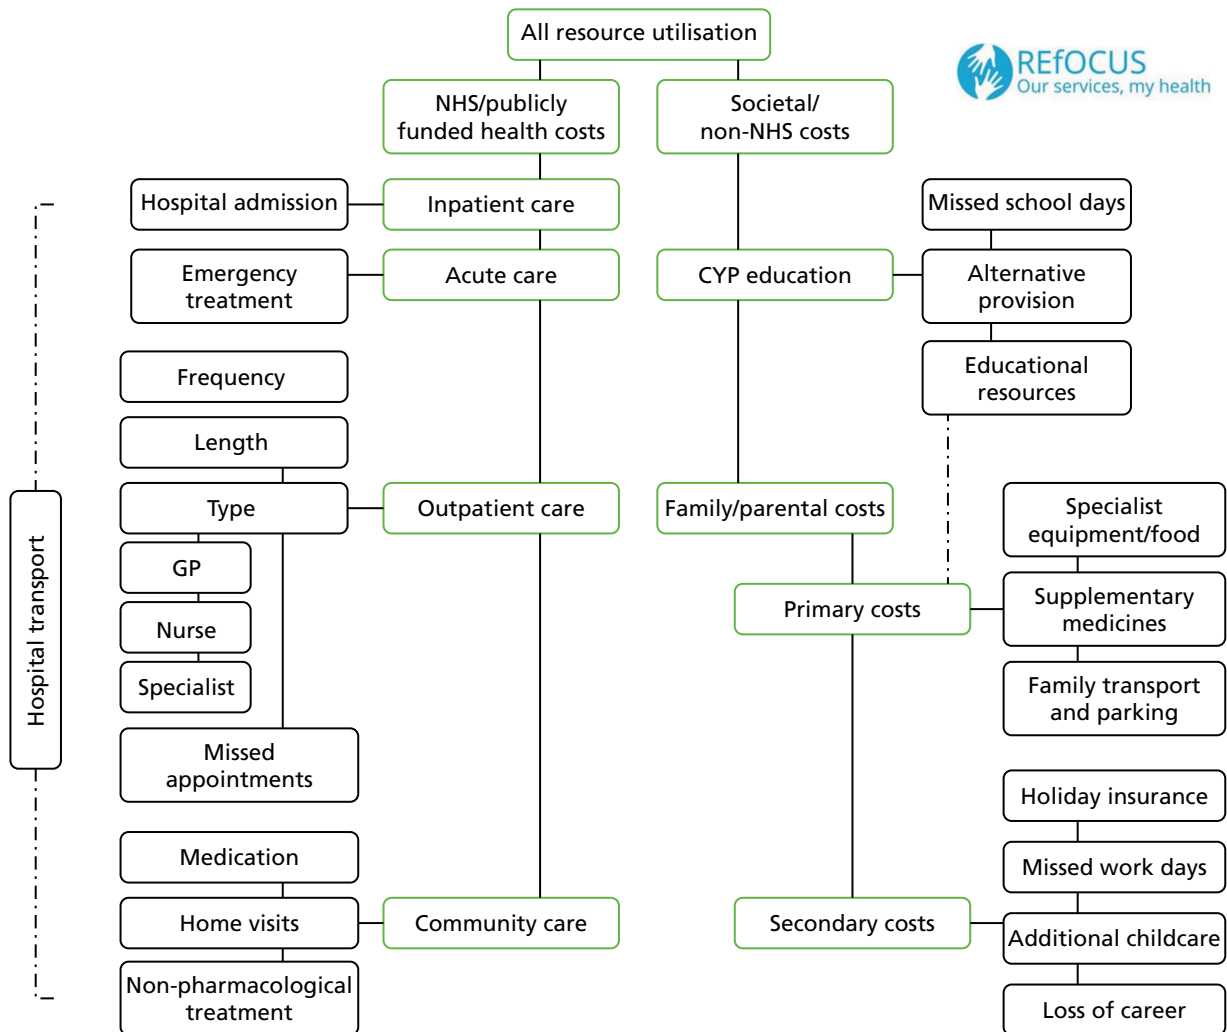 All resource utilisation
REfOCUS
Our services, my health
NHS/publicly
funded health costs
Societal/
non-NHS costs
Hospital admission
Inpatient care
Missed school days
Emergency
treatment
Acute care
CYP education
Alternative
provision
Frequency
Educational
resources
Length
Type
Outpatient care
Family/parental costs
Specialist
equipment/food
GP
Nurse
Specialist
Primary costs
Supplementary
medicines
Family transport
and parking
Hospital transport
Missed
appointments
Holiday insurance
Medication
Missed work days
Home visits
Community care
Secondary costs
Additional childcare
Non-pharmacological
treatment
Loss of career